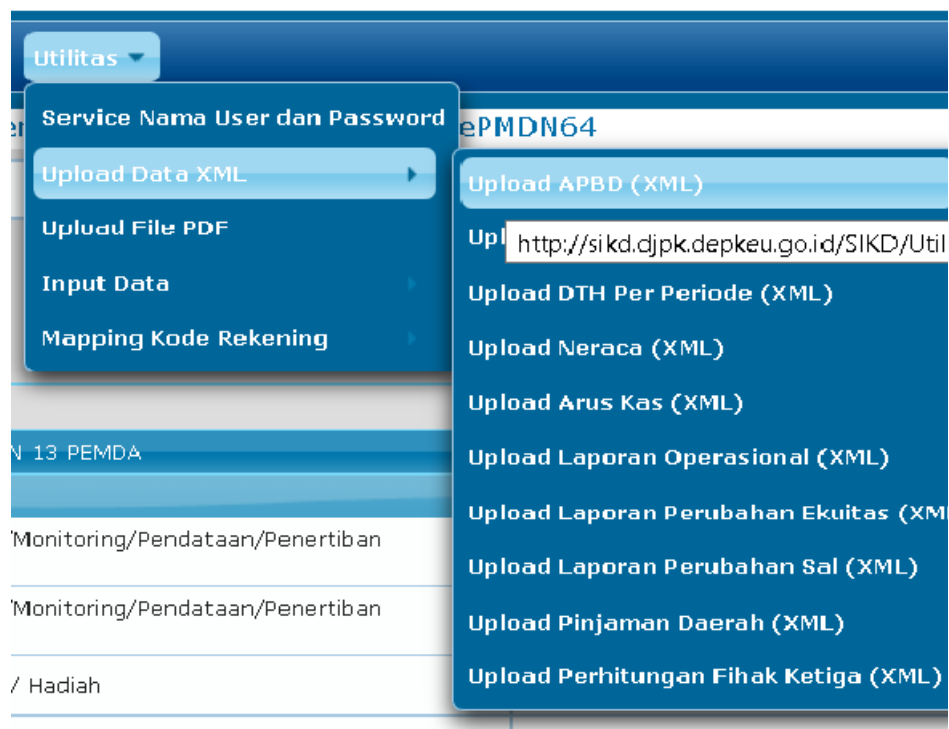 Utilitas
Service Nama User dan Password
ePMDN64
Upload Data XML
Upload File PDF
Input Data
Mapping Kode Rekening
Upload APBD (XML)
Upl
http://sikd.djpk.depkeu.go.id/SIKD/Util
Upload DTH Per Periode (XML)
Upload Neraca (XML)
Upload Arus Kas (XML)
Upload Laporan Operasional (XML)
Upload Laporan Perubahan Ekuitas (XM
Upload Laporan Perubahan Sal (XML)
Upload Pinjaman Daerah (XML)
Upload Perhitungan Fihak Ketiga (XML)
N 13 PEMDA
/Monitoring/Pendataan/Penertiban
/Monitoring/Pendataan/Penertiban
/ Hadiah